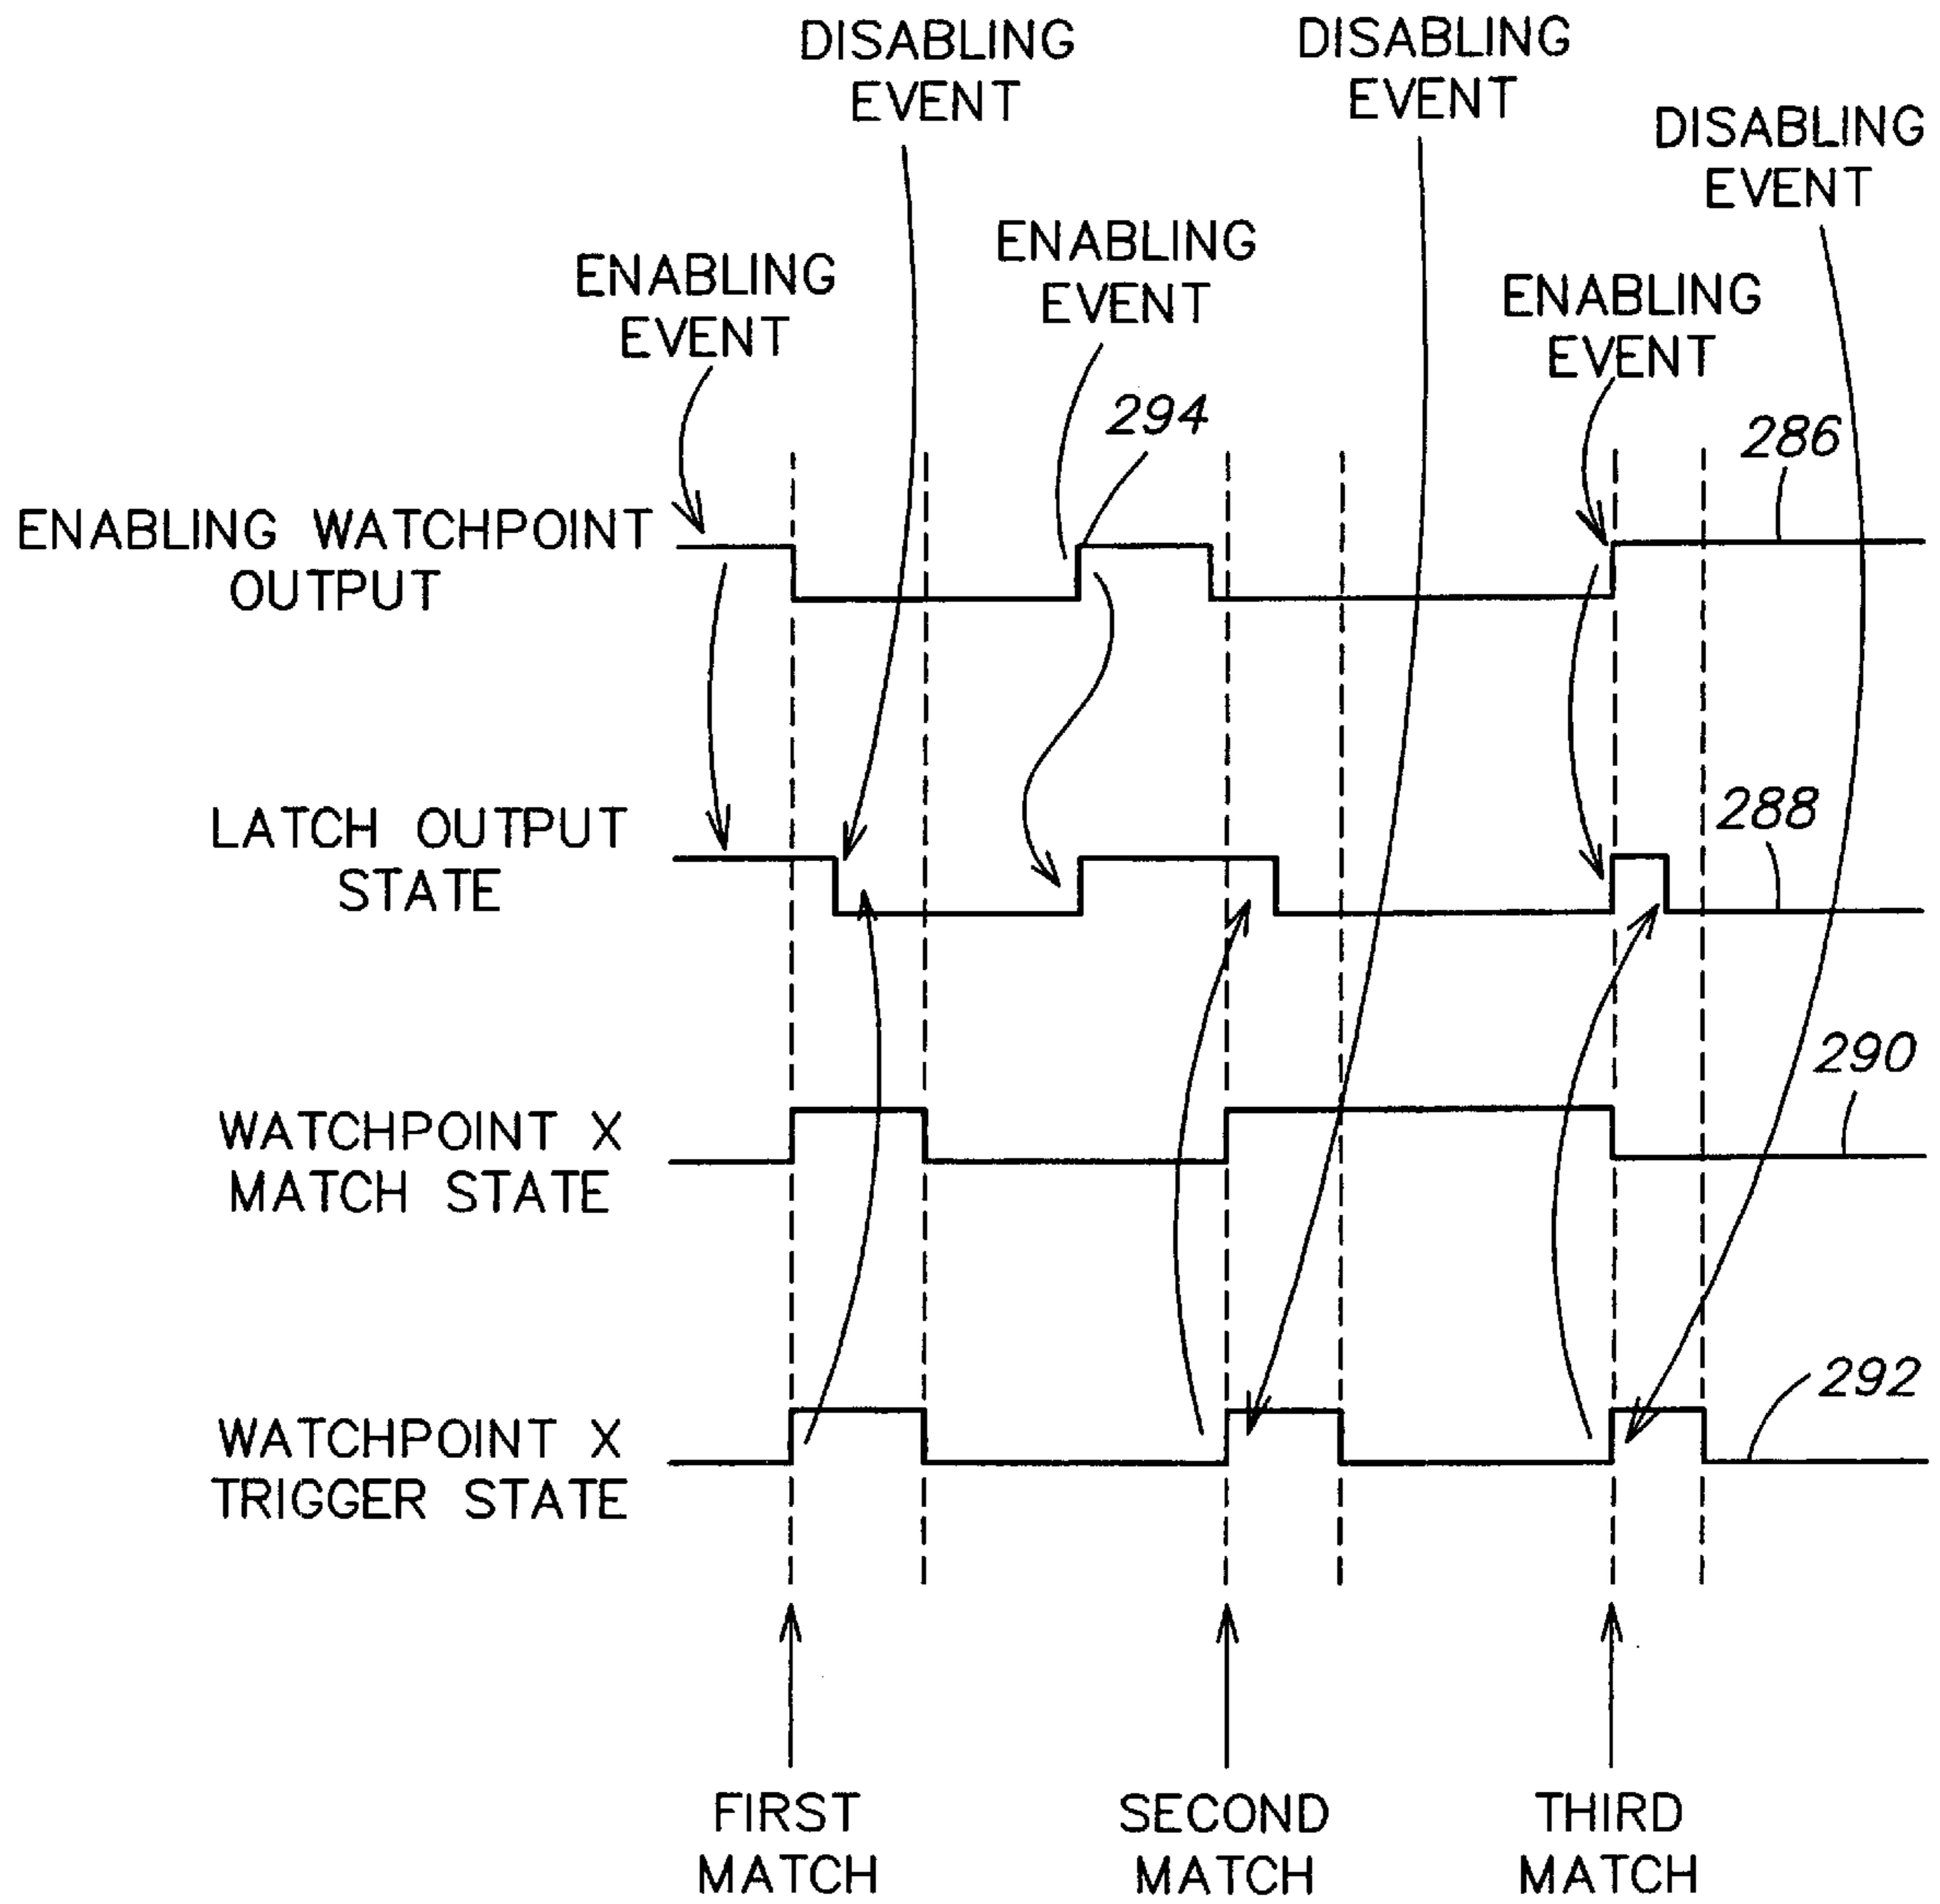 DISABLING
EVENT
DISABLING
EVENT
DISABLING
EVENT
ENABLING
EVENT
ENABLING
EVENT
ENABLING
EVENT
294
286
ENABLING WATCHPOINT
OUTPUT
LATCH OUTPUT
STATE
288
WATCHPOINT X
MATCH STATE
290
WATCHPOINT X
TRIGGER STATE
292
FIRST
MATCH
SECOND
MATCH
THIRD
MATCH